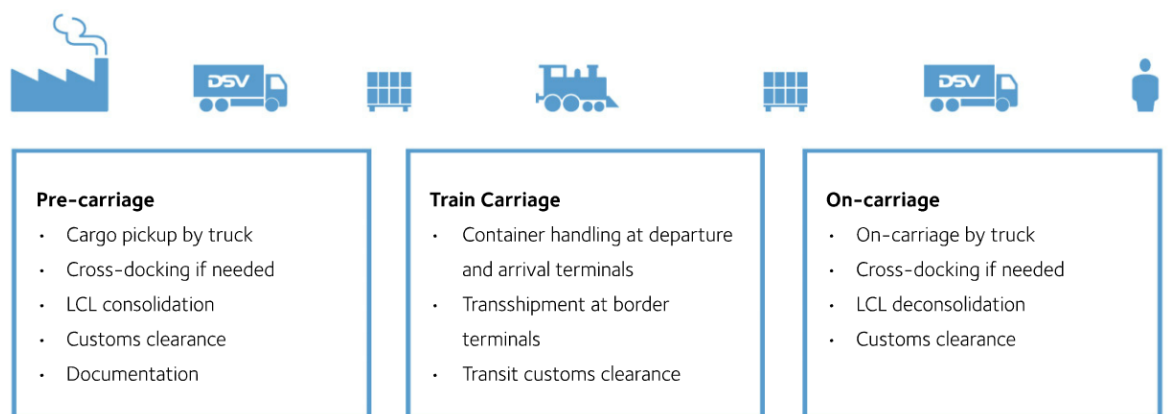 DSV
DSV
Pre-carriage
· Cargo pickup by truck
· Cross-docking if needed
· LCL consolidation
· Customs clearance
· Documentation
Train Carriage
· Container handling at departure
and arrival terminals
· Transshipment at border
terminals
· Transit customs clearance
On-carriage
· On-carriage by truck
· Cross-docking if needed
· LCL deconsolidation
· Customs clearance